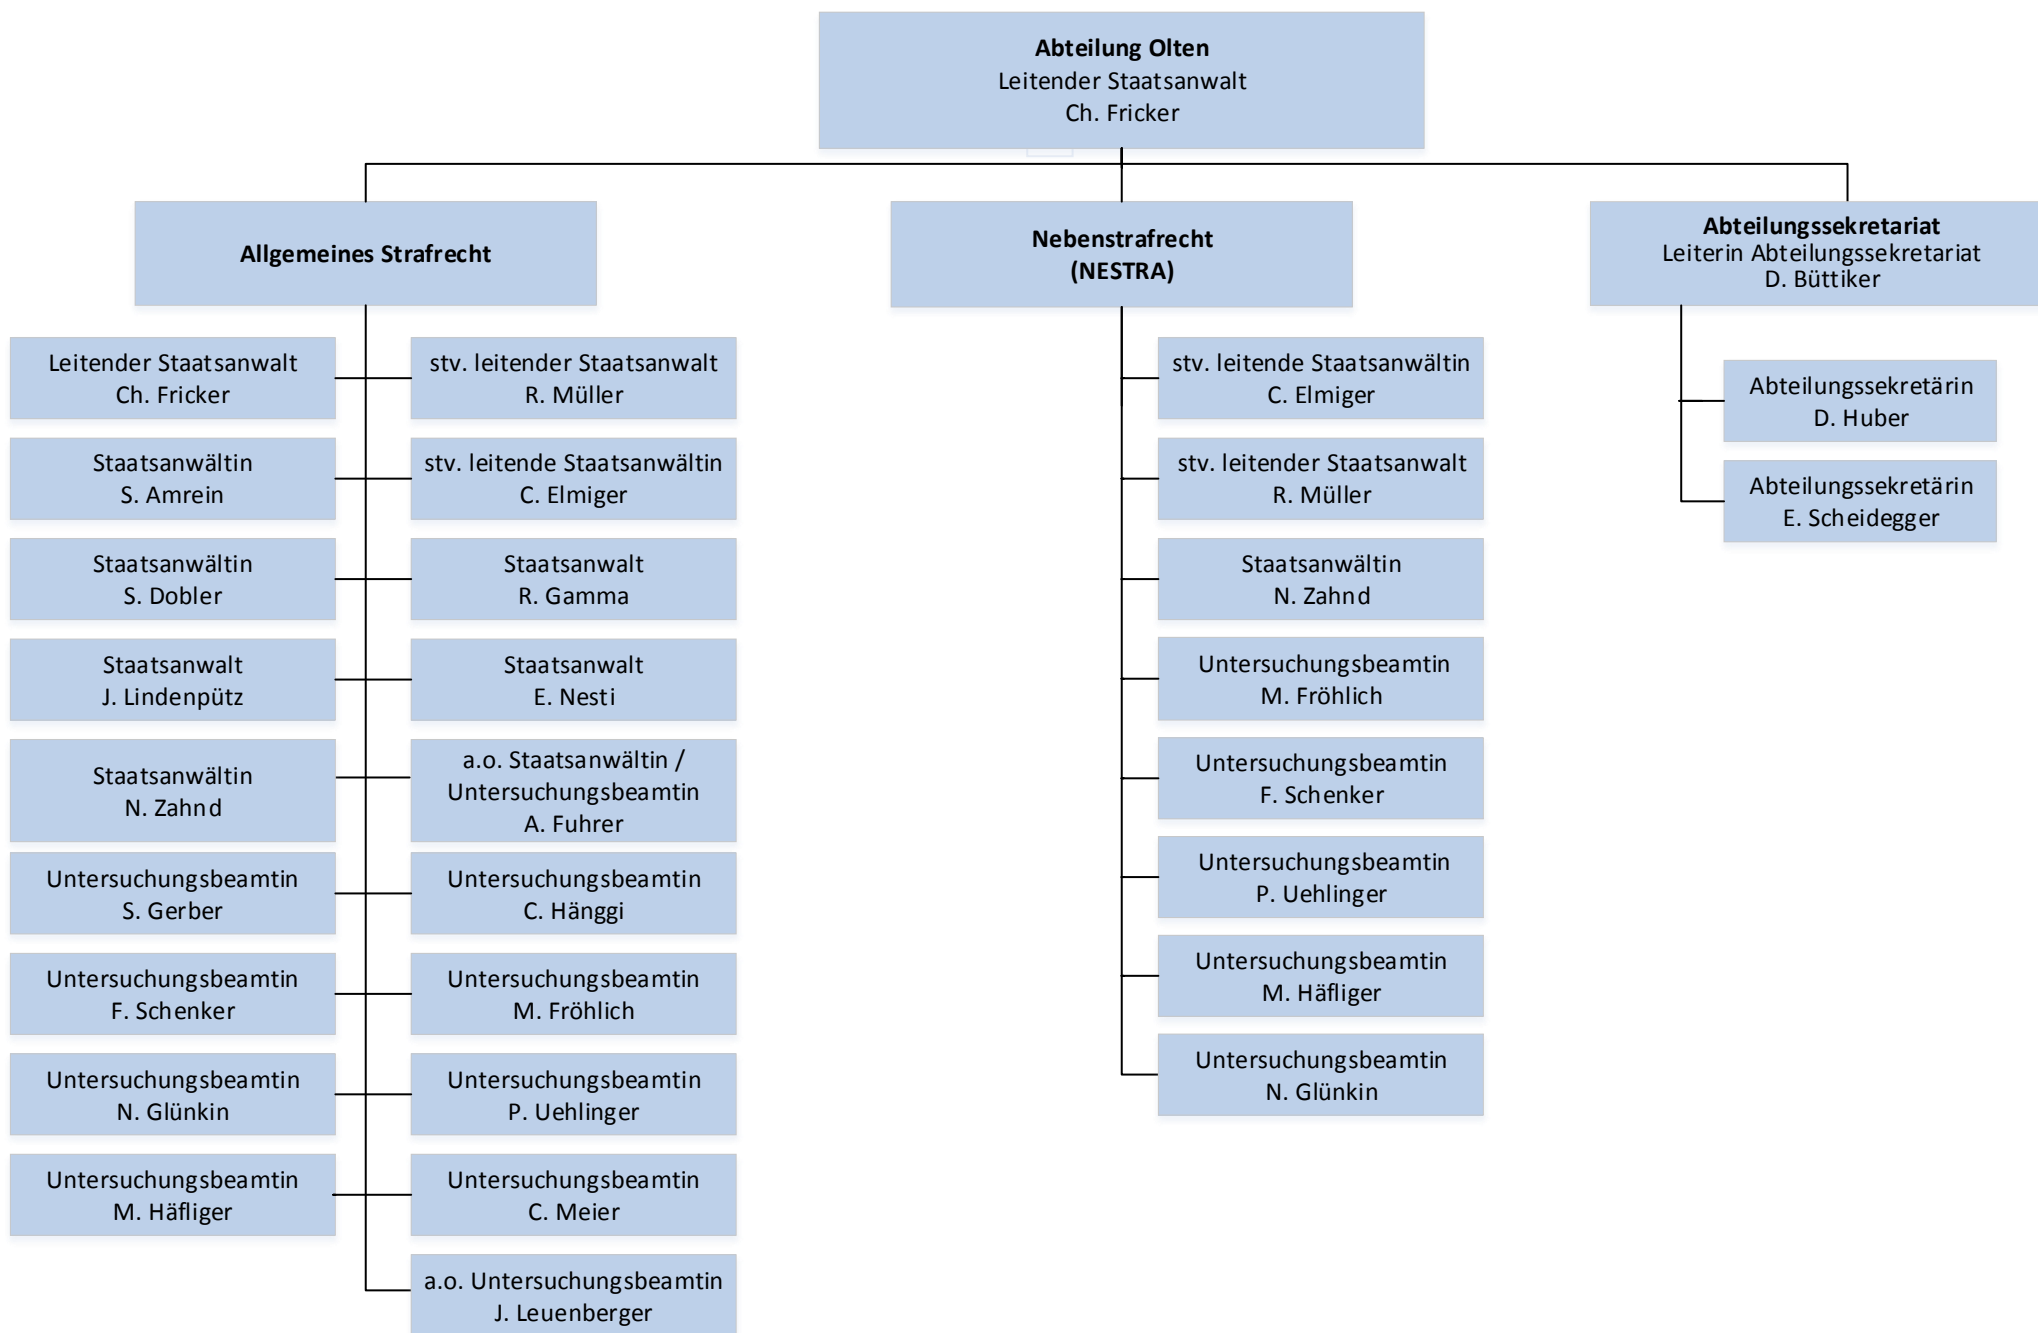 Abteilung Olten
Leitender Staatsanwalt
Ch. Fricker
Allgemeines Strafrecht
Nebenstrafrecht
(NESTRA)
Abteilungssekretariat
Leiterin Abteilungssekretariat
D. Büttiker
Leitender Staatsanwalt
Ch. Fricker
stv. leitender Staatsanwalt
R. Müller
Staatsanwältin
S. Amrein
stv. leitende Staatsanwältin
C. Elmiger
Staatsanwältin
S. Dobler
Staatsanwalt
R. Gamma
Staatsanwalt
J. Lindenpütz
Staatsanwalt
E. Nesti
Staatsanwältin
N. Zahnd
a.o. Staatsanwältin /
Untersuchungsbeamtin
A. Fuhrer
Untersuchungsbeamtin
S. Gerber
Untersuchungsbeamtin
C. Hänggi
Untersuchungsbeamtin
F. Schenker
Untersuchungsbeamtin
M. Fröhlich
Untersuchungsbeamtin
N. Glünkin
Untersuchungsbeamtin
P. Uehlinger
Untersuchungsbeamtin
M. Häfliger
Untersuchungsbeamtin
C. Meier
a.o. Untersuchungsbeamtin
J. Leuenberger
stv. leitende Staatsanwältin
C. Elmiger
stv. leitender Staatsanwalt
R. Müller
Staatsanwältin
N. Zahnd
Untersuchungsbeamtin
M. Fröhlich
Untersuchungsbeamtin
F. Schenker
Untersuchungsbeamtin
P. Uehlinger
Untersuchungsbeamtin
M. Häfliger
Untersuchungsbeamtin
N. Glünkin
Abteilungssekretärin
D. Huber
Abteilungssekretärin
E. Scheidegger